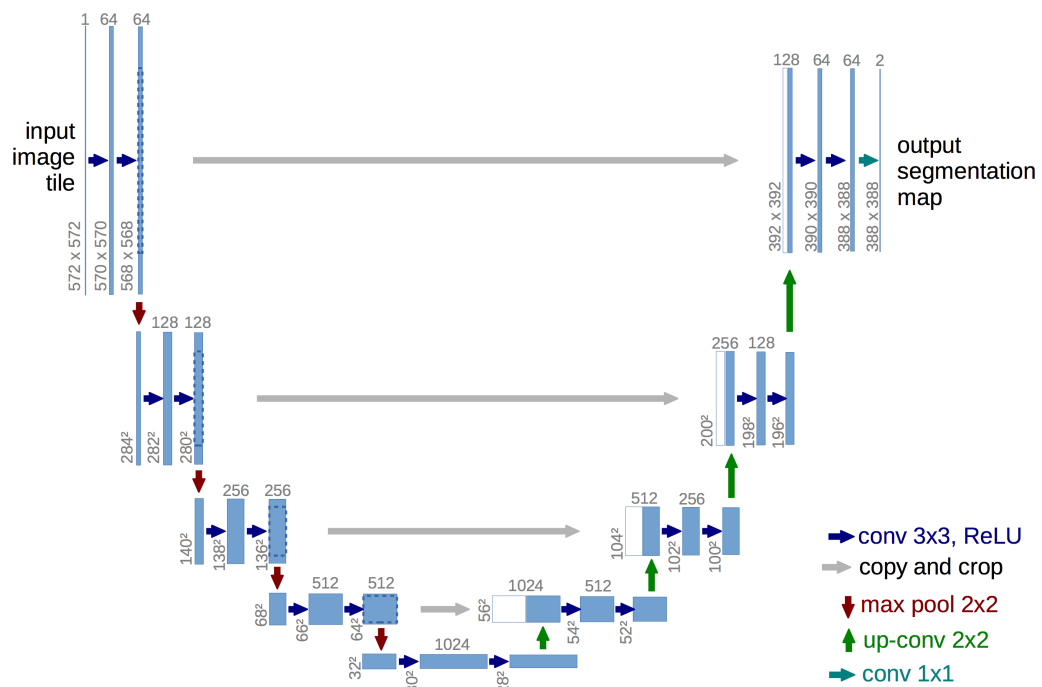 1 64 64
input
image
tile
572 x 572
570 x 570
568 x 568
128 64 64 2
output
segmentation
map
392 x 392
390 x 390
388 x 388
388 x 388
128 128
284²
282²
280²
256 128
200²
198²
196²
256 256
140²
138²
136²
512 256
104²
102²
100²
512 512
68²
66²
64²
1024 512
56²
54²
52²
1024
32²
conv 3x3, ReLU
copy and crop
max pool 2x2
up-conv 2x2
conv 1x1